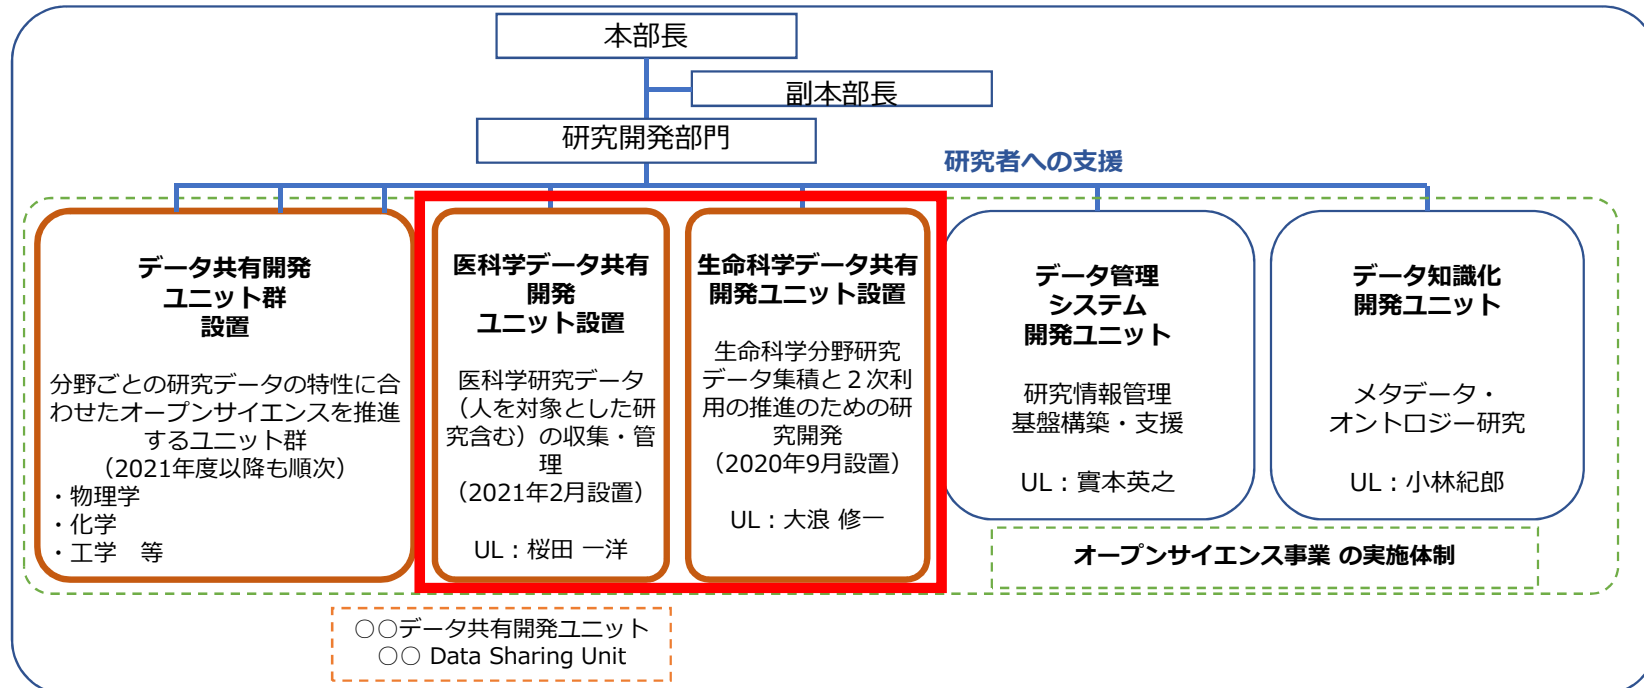 本部長
副本部長
研究開発部門
研究者への支援
データ共有開発
ユニット群
設置
分野ごとの研究データの特性に合
わせたオープンサイエンスを推進
するユニット群
（2021年度以降も順次）
・物理学
・化学
・工学　等
医科学データ共有
開発
ユニット設置
医科学研究データ
（人を対象とした研
究含む）の収集・管
理
（2021年2月設置）
UL：桜田 一洋
生命科学データ共有
開発ユニット設置
生命科学分野研究
データ集積と２次利
用の推進のための研
究開発
（2020年9月設置）
UL：大浪 修一
データ管理
システム
開発ユニット
研究情報管理
基盤構築・支援
UL：實本英之
データ知識化
開発ユニット
メタデータ・
オントロジー研究
UL：小林紀郎
オープンサイエンス事業 の実施体制
○○データ共有開発ユニット
○○ Data Sharing Unit